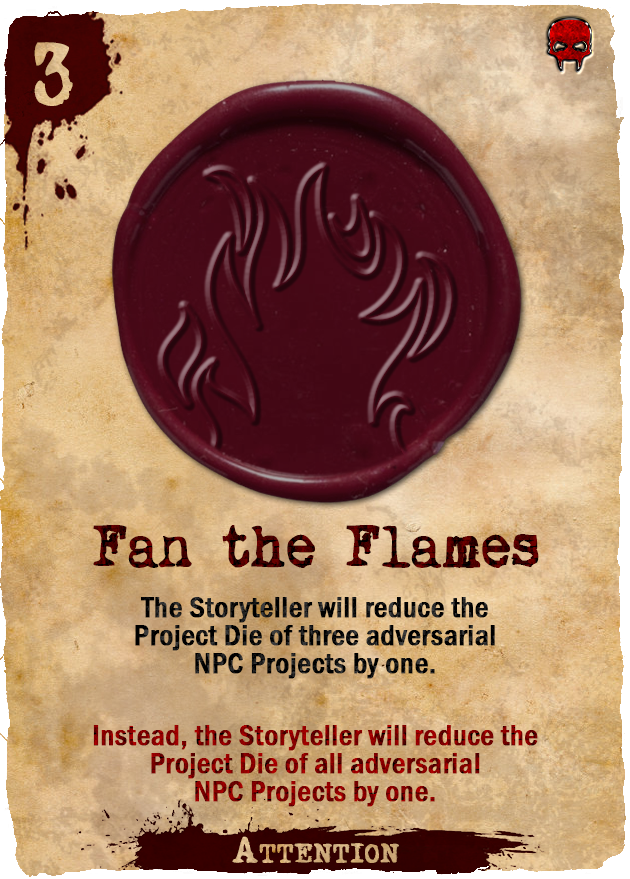 3
Fan the Flames
The Storyteller will reduce the
Project Die of three adversarial
NPC Projects by one.
Instead, the Storyteller will reduce the
Project Die of all adversarial
NPC Projects by one.
Attention